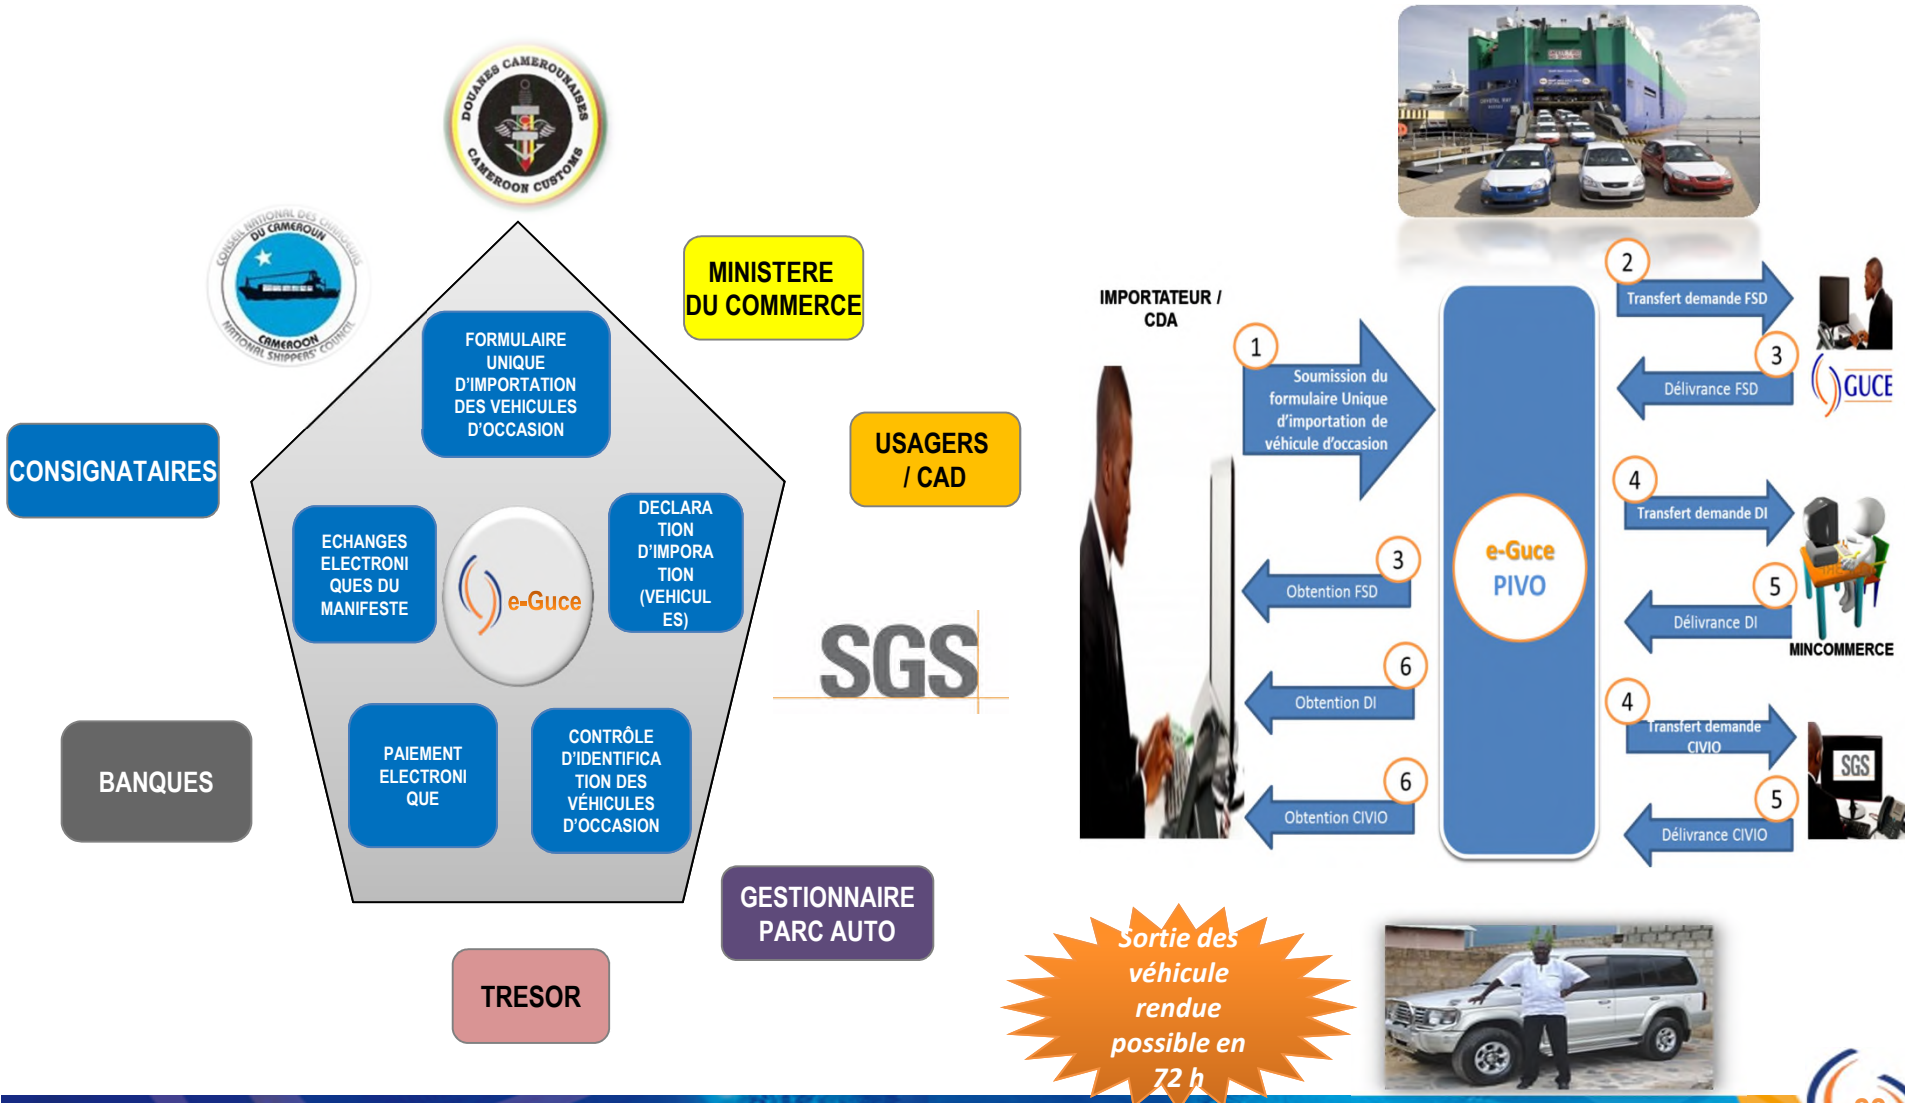 DOUANES CAMEROUNAISES
CAMEROON CUSTOMS
CONSEIL NATIONAL DES CHARGEURS
DU CAMEROUN
CAMEROON
NATIONAL SHIPPERS' COUNCIL
MINISTERE
DU COMMERCE
CONSIGNATAIRES
USAGERS
/ CAD
SGS
BANQUES
GESTIONNAIRE
PARC AUTO
TRESOR
FORMULAIRE
UNIQUE
D'IMPORTATION
DES VEHICULES
D'OCCASION
ECHANGES
ELECTRONI
QUES DU
MANIFESTE
e-Guce
DECLARA
TION
D'IMPORA
TION
(VEHICUL
ES)
PAIEMENT
ELECTRONI
QUE
CONTRÔLE
D'IDENTIFICA
TION DES
VÉHICULES
D'OCCASION
CRYSTAL RAY
IMPORTATEUR /
CDA
1
Soumission du
formulaire Unique
d'importation de
véhicule d'occasion
3
Obtention FSD
6
Obtention DI
6
Obtention CIVIO
e-Guce
PIVO
2
Transfert demande FSD
3
Délivrance FSD
GUCE
4
Transfert demande DI
5
Délivrance DI
MINCOMMERCE
4
Transfert demande
CIVIO
SGS
5
Délivrance CIVIO
Sortie des
véhicule
rendue
possible en
72 h